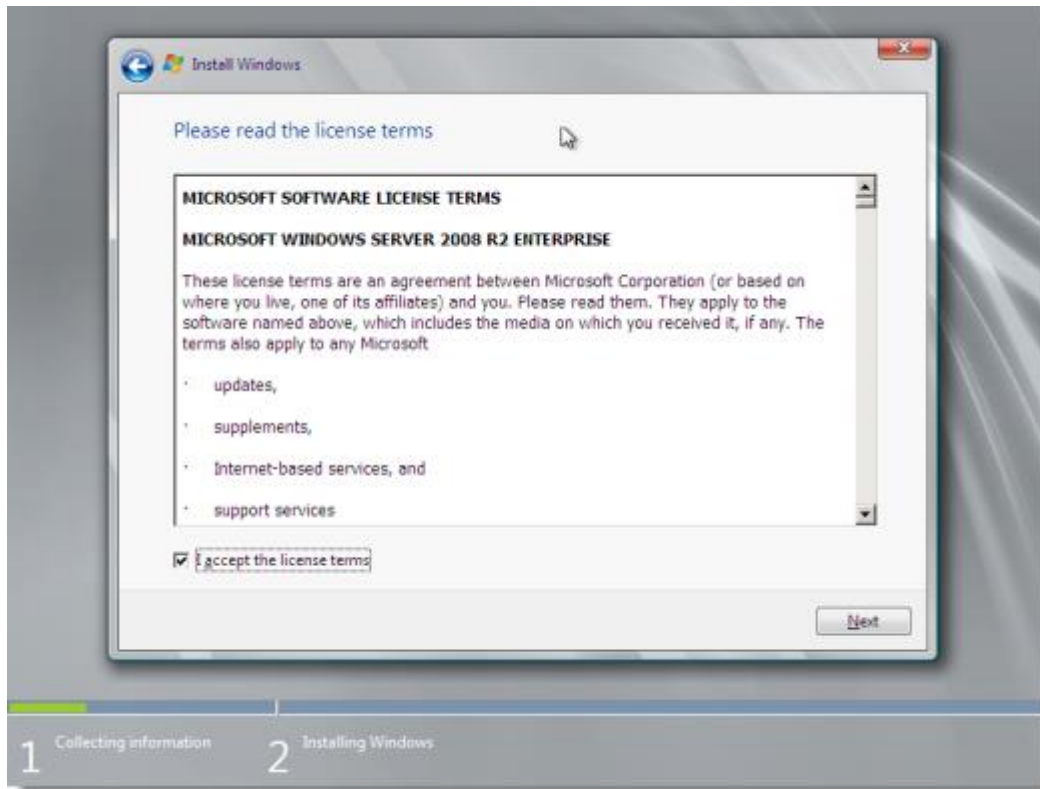 Install Windows
Please read the license terms
MICROSOFT SOFTWARE LICENSE TERMS
MICROSOFT WINDOWS SERVER 2008 R2 ENTERPRISE
These license terms are an agreement between Microsoft Corporation (or based on
where you live, one of its affiliates) and you. Please read them. They apply to the
software named above, which includes the media on which you received it, if any. The
terms also apply to any Microsoft
· updates,
· supplements,
· Internet-based services, and
· support services
I accept the license terms
Next
1 Collecting information
2 Installing Windows